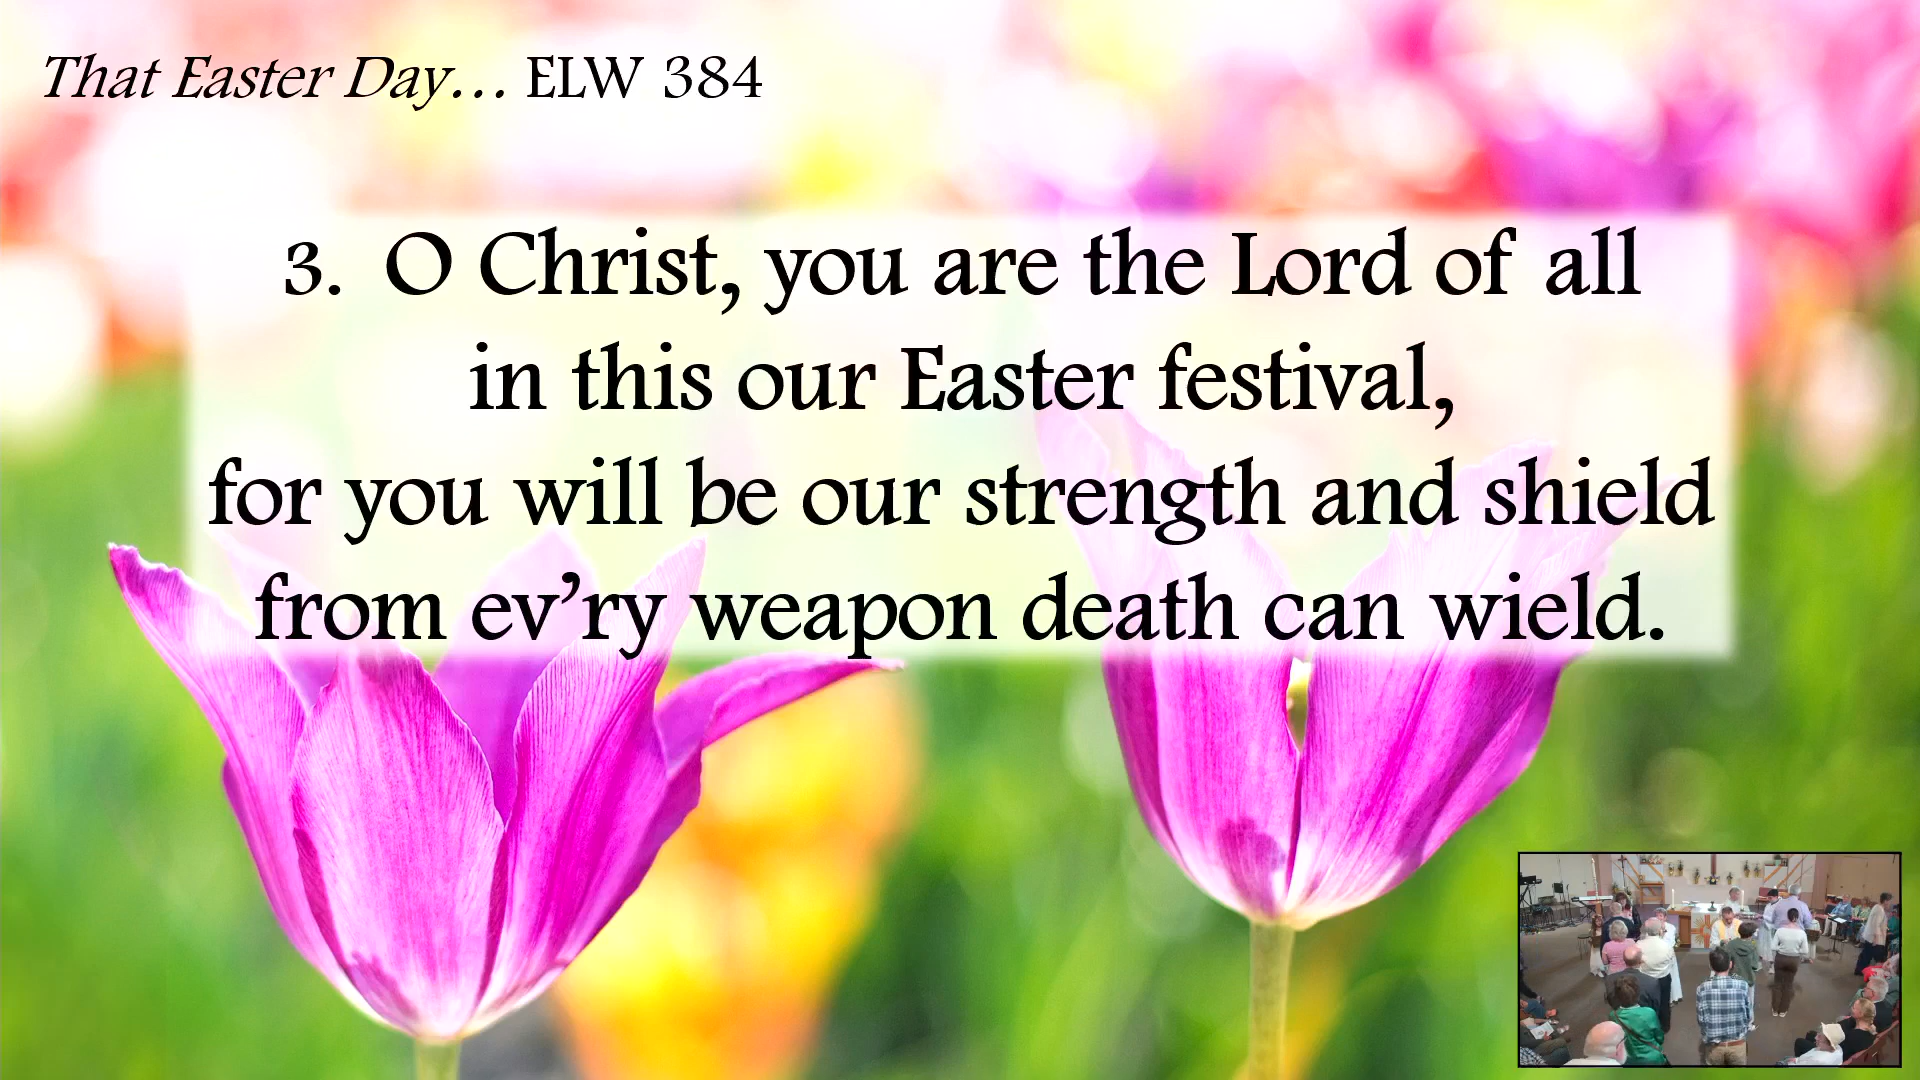 That Easter Day… ELW 384
3. O Christ, you are the Lord of all
in this our Easter festival,
for you will be our strength and shield
from ev’ry weapon death can wield.